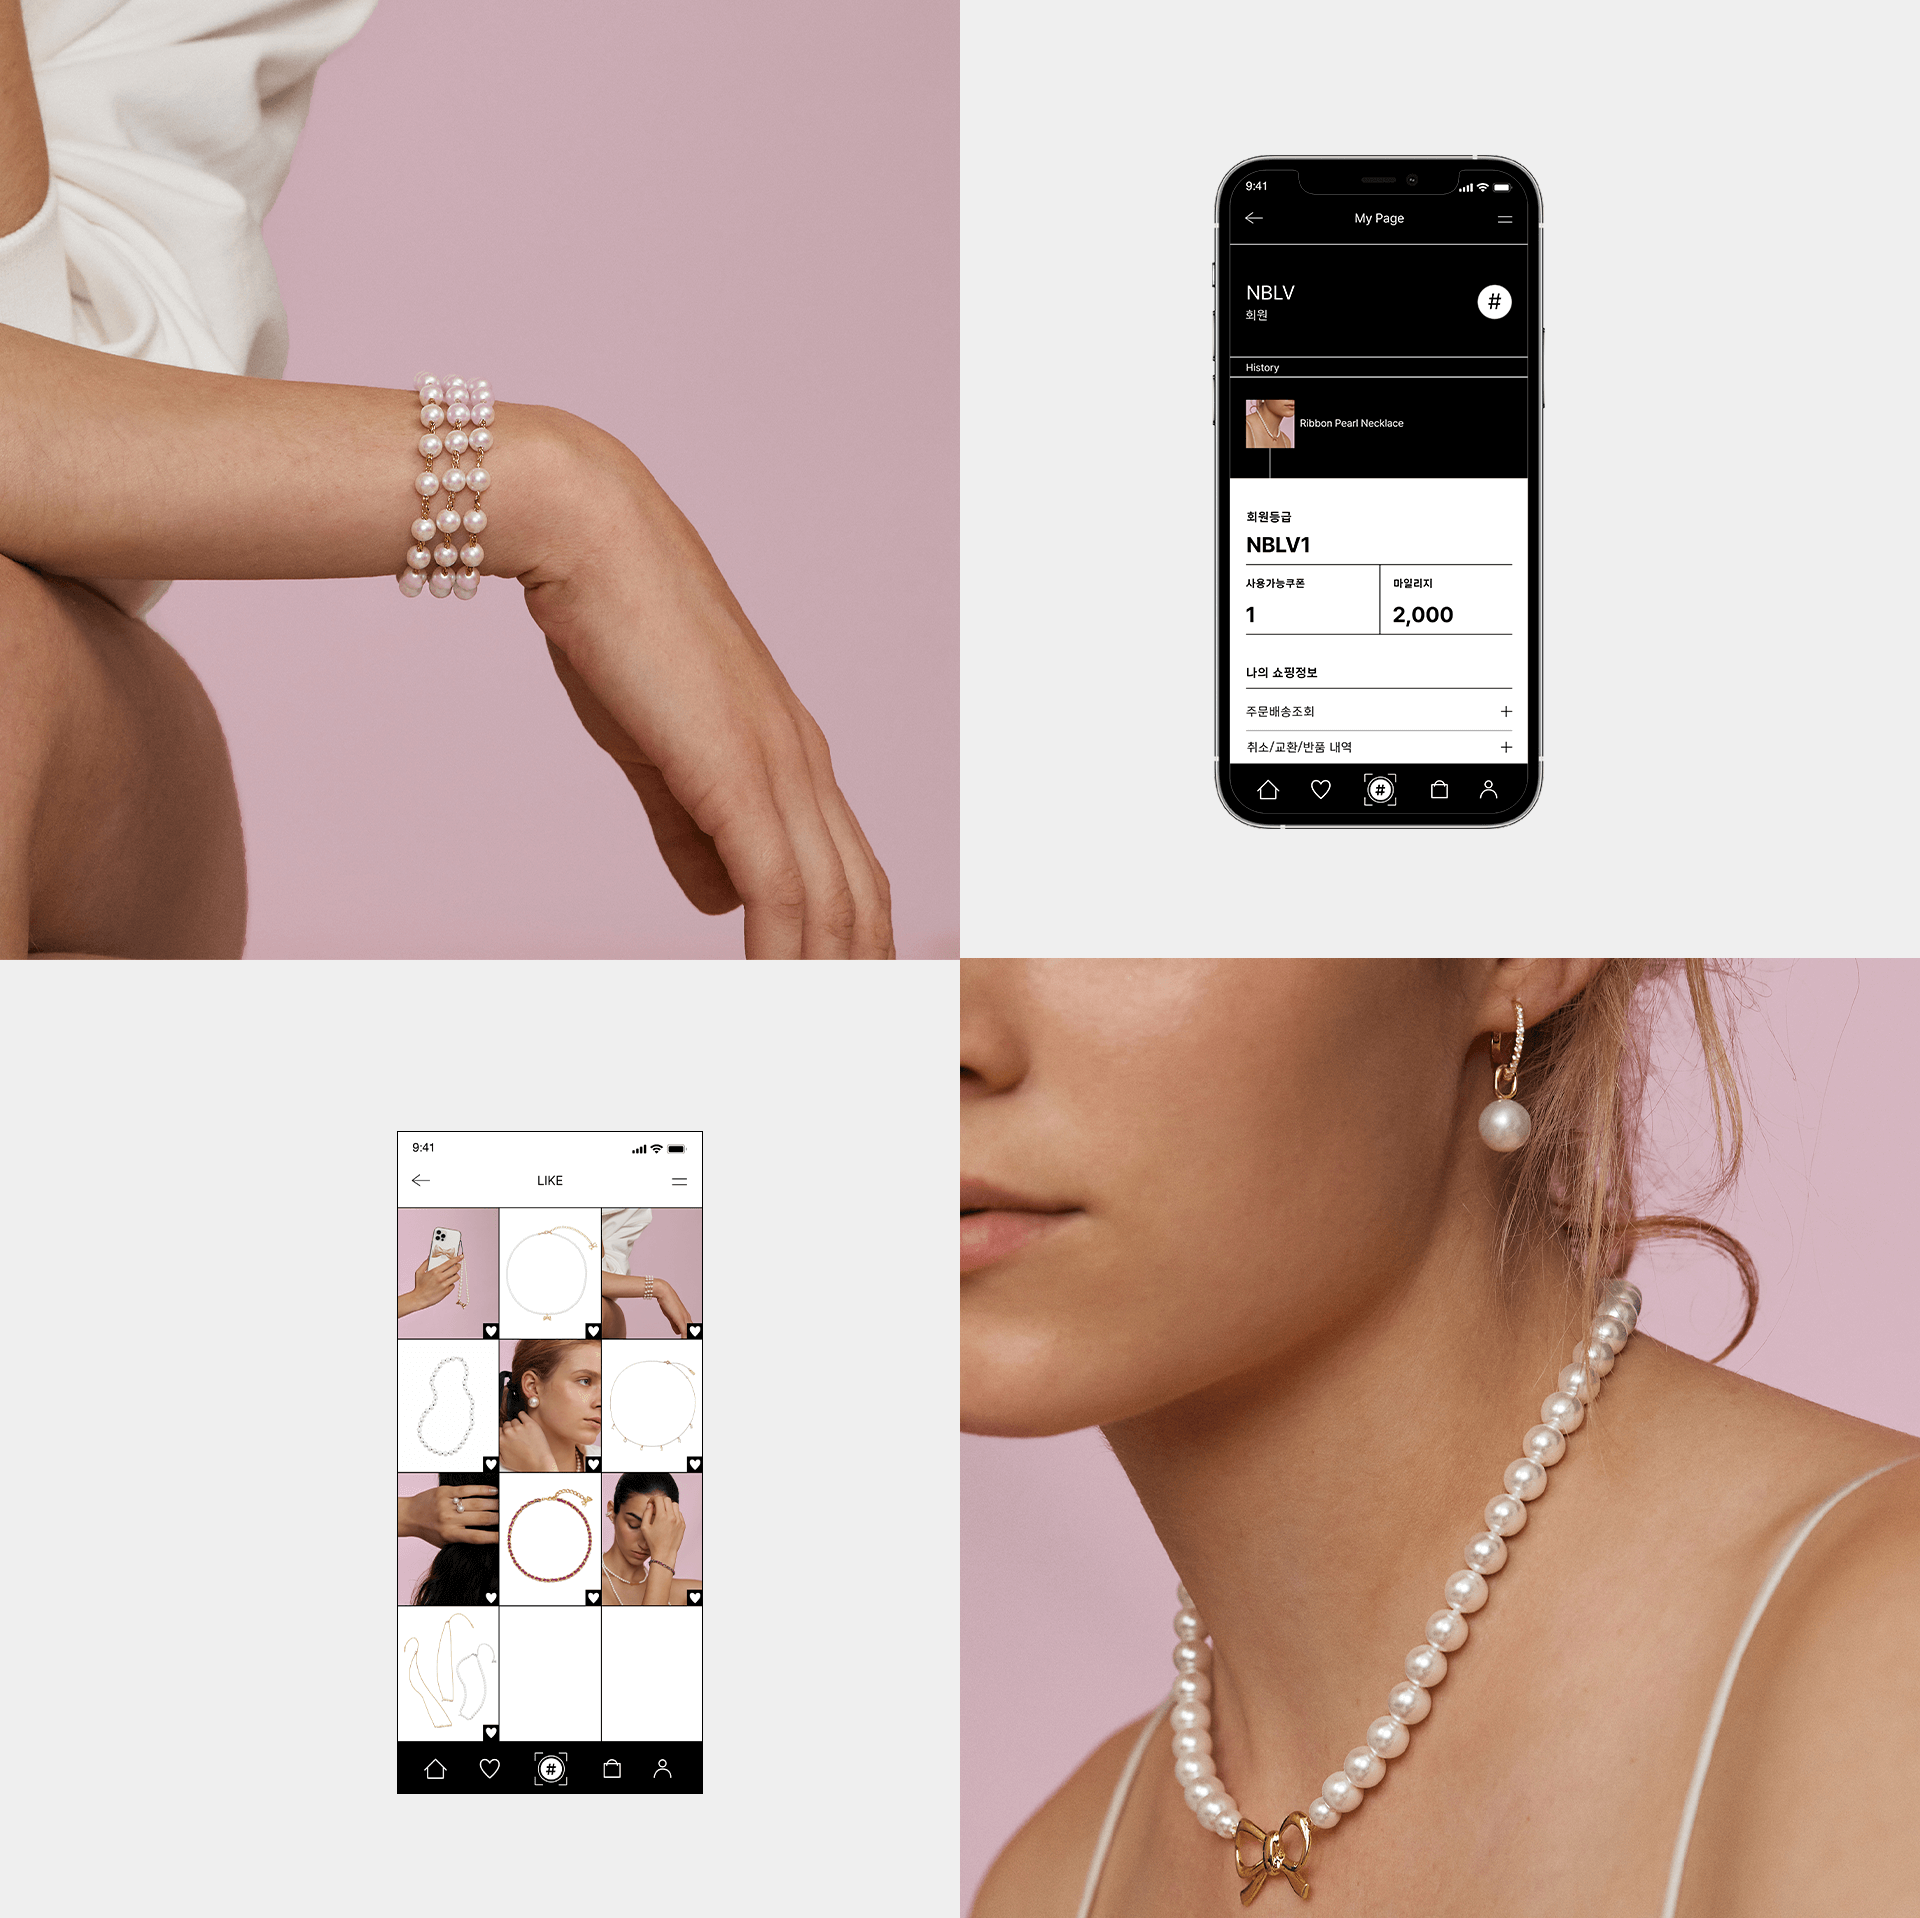 9:41
My Page
NBLV
회원
#
History
Ribbon Pearl Necklace
회원등급
NBLV1
사용가능쿠폰
마일리지
1
2,000
나의 쇼핑정보
주문배송조회
취소/교환/반품 내역
#
9:41
LIKE
#